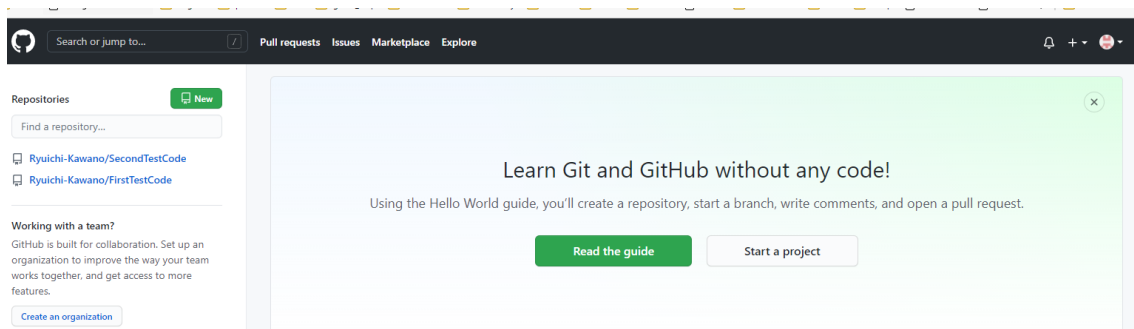 Search or jump to... /
Pull requests Issues Marketplace Explore
Repositories
New
Find a repository...
Ryuichi-Kawano/SecondTestCode
Ryuichi-Kawano/FirstTestCode
Working with a team?
GitHub is built for collaboration. Set up an
organization to improve the way your team
works together, and get access to more
features.
Create an organization
Learn Git and GitHub without any code!
Using the Hello World guide, you’ll create a repository, start a branch, write comments, and open a pull request.
Read the guide
Start a project